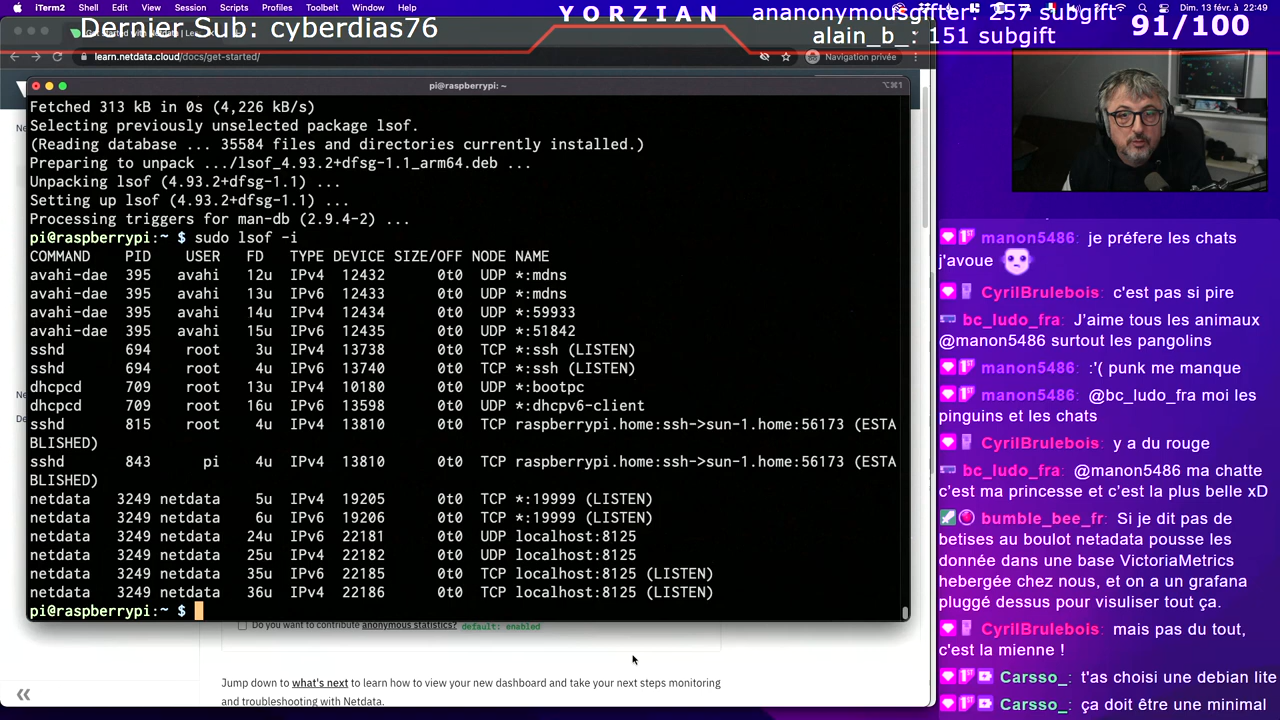 iTerm2 Shell Edit View Session Scripts Profiles Toolbelt Window Help
Dim 13 fév. à 22:49
Dernier Sub: cyberdias76
YORZIAN
ananonymousgifter: 257 subgift
alain_b_: 151 subgift
91/100
learn.netdata.cloud/docs/get-started/
Navigation privée
pi@raspberrypi: ~
⌥⌘1
Fetched 313 kB in 0s (4,226 kB/s)
Selecting previously unselected package lsof.
(Reading database ... 35584 files and directories currently installed.)
Preparing to unpack .../lsof_4.93.2+dfsg-1.1_arm64.deb ...
Unpacking lsof (4.93.2+dfsg-1.1) ...
Setting up lsof (4.93.2+dfsg-1.1) ...
Processing triggers for man-db (2.9.4-2) ...
pi@raspberrypi:~ $ sudo lsof -i
COMMAND PID USER FD TYPE DEVICE SIZE/OFF NODE NAME
avahi-dae 395 avahi 12u IPv4 12432 0t0 UDP *:mdns
avahi-dae 395 avahi 13u IPv6 12433 0t0 UDP *:mdns
avahi-dae 395 avahi 14u IPv4 12434 0t0 UDP *:59933
avahi-dae 395 avahi 15u IPv6 12435 0t0 UDP *:51842
sshd 694 root 3u IPv4 13738 0t0 TCP *:ssh (LISTEN)
sshd 694 root 4u IPv6 13740 0t0 TCP *:ssh (LISTEN)
dhcpcd 709 root 13u IPv4 10180 0t0 UDP *:bootpc
dhcpcd 709 root 16u IPv6 13598 0t0 UDP *:dhcpv6-client
sshd 815 root 4u IPv4 13810 0t0 TCP raspberrypi.home:ssh->sun-1.home:56173 (ESTA
BLISHED)
sshd 843 pi 4u IPv4 13810 0t0 TCP raspberrypi.home:ssh->sun-1.home:56173 (ESTA
BLISHED)
netdata 3249 netdata 5u IPv4 19205 0t0 TCP *:19999 (LISTEN)
netdata 3249 netdata 6u IPv6 19206 0t0 TCP *:19999 (LISTEN)
netdata 3249 netdata 24u IPv6 22181 0t0 UDP localhost:8125
netdata 3249 netdata 25u IPv4 22182 0t0 UDP localhost:8125
netdata 3249 netdata 35u IPv6 22185 0t0 TCP localhost:8125 (LISTEN)
netdata 3249 netdata 36u IPv4 22186 0t0 TCP localhost:8125 (LISTEN)
pi@raspberrypi:~ $
Do you want to contribute anonymous statistics? default: enabled
Jump down to what's next to learn how to view your new dashboard and take your next steps monitoring
and troubleshooting with Netdata.
manon5486: je préfere les chats
j'avoue
CyrilBrulebois: c'est pas si pire
bc_ludo_fra: J'aime tous les animaux
@manon5486 surtout les pangolins
manon5486: :'( punk me manque
manon5486: @bc_ludo_fra moi les
pinguins et les chats
CyrilBrulebois: y a du rouge
bc_ludo_fra: @manon5486 ma chatte
c'est ma princesse et c'est la plus belle xD
bumble_bee_fr: Si je dit pas de
betises au boulot netadata pousse les
donnée dans une base VictoriaMetrics
hebergée chez nous, et on a un grafana
pluggé dessus pour visuliser tout ça.
CyrilBrulebois: mais pas du tout,
c'est la mienne !
Carsso_: t'as choisi une debian lite
Carsso_: ça doit être une minimal